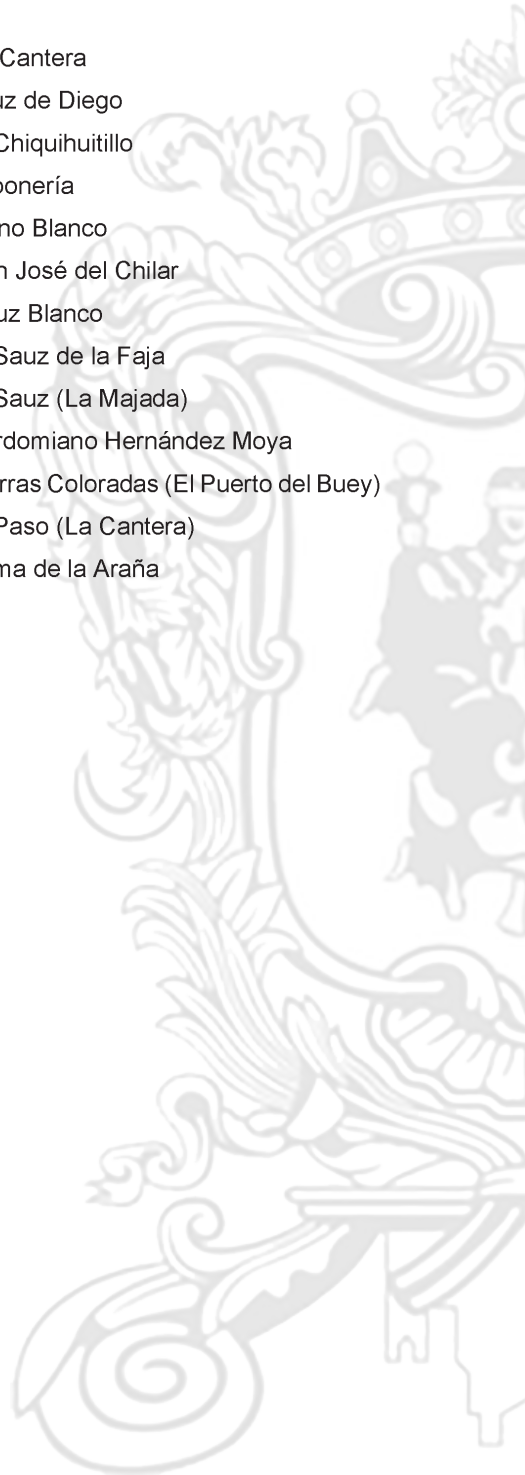 Cantera
uz de Diego
Chiquihuitillo
bonería
no Blanco
n José del Chilar
uz Blanco
Sauz de la Faja
Sauz (La Majada)
rdomiano Hernández Moya
rras Coloradas (El Puerto del Buey)
Paso (La Cantera)
ma de la Araña